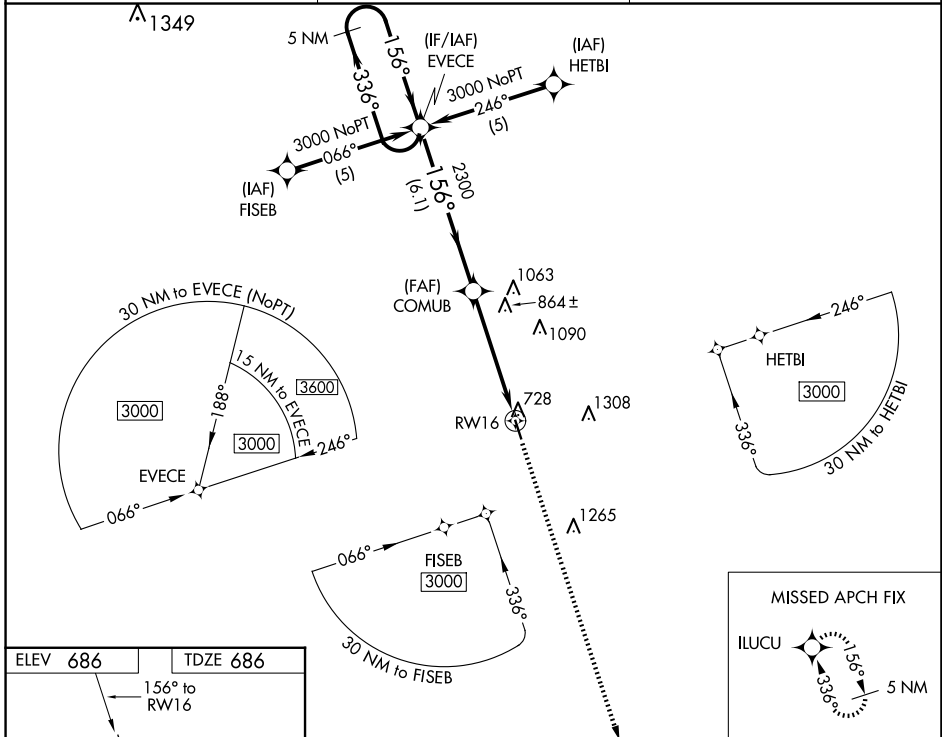 1349
5 NM
156°
336°
(IF/IAF)
EVECE
(IAF)
HETBI
3000 NoPT
246°
(5)
3000 NoPT
066°
(5)
(IAF)
FISEB
2300
156°
(6.1)
(FAF)
COMUB
1063
864±
1090
30 NM to EVECE (NoPT)
15 NM to EVECE
3600
3000
188°
3000
246°
EVECE
066°
246°
HETBI
3000
336°
30 NM to HETBI
728
RW16
1308
1265
066°
FISEB
3000
336°
30 NM to FISEB
MISSED APCH FIX
ILUCU
156°
336°
5 NM
ELEV 686
TDZE 686
156° to
RW16